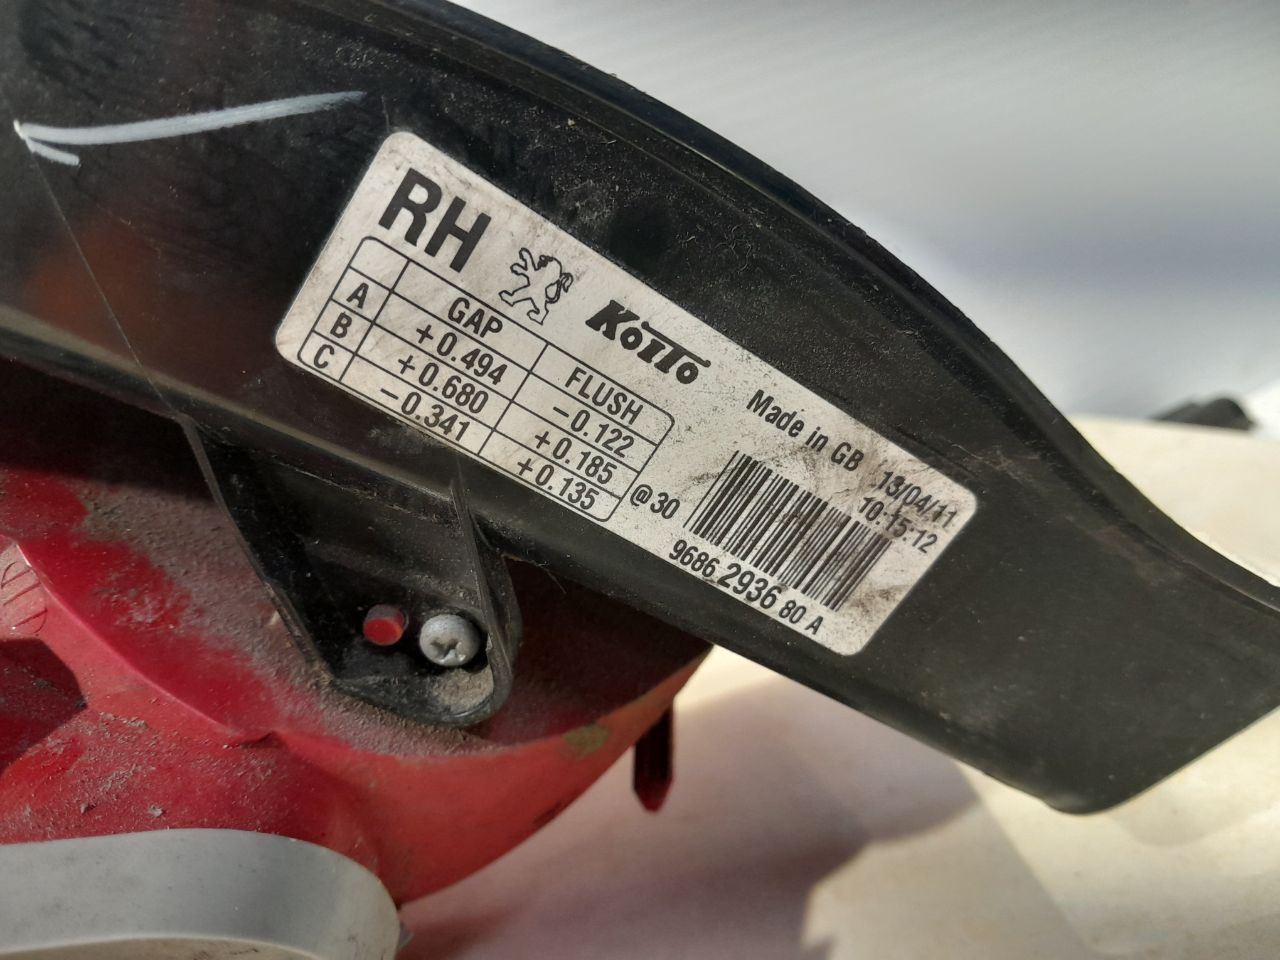 RH
KoITo
GAP FLUSH
A +0.494 -0.122
B +0.680 +0.185
C -0.341 +0.135
@30
Made in GB 13/04/11
10:15:12
9686 2936 80 A